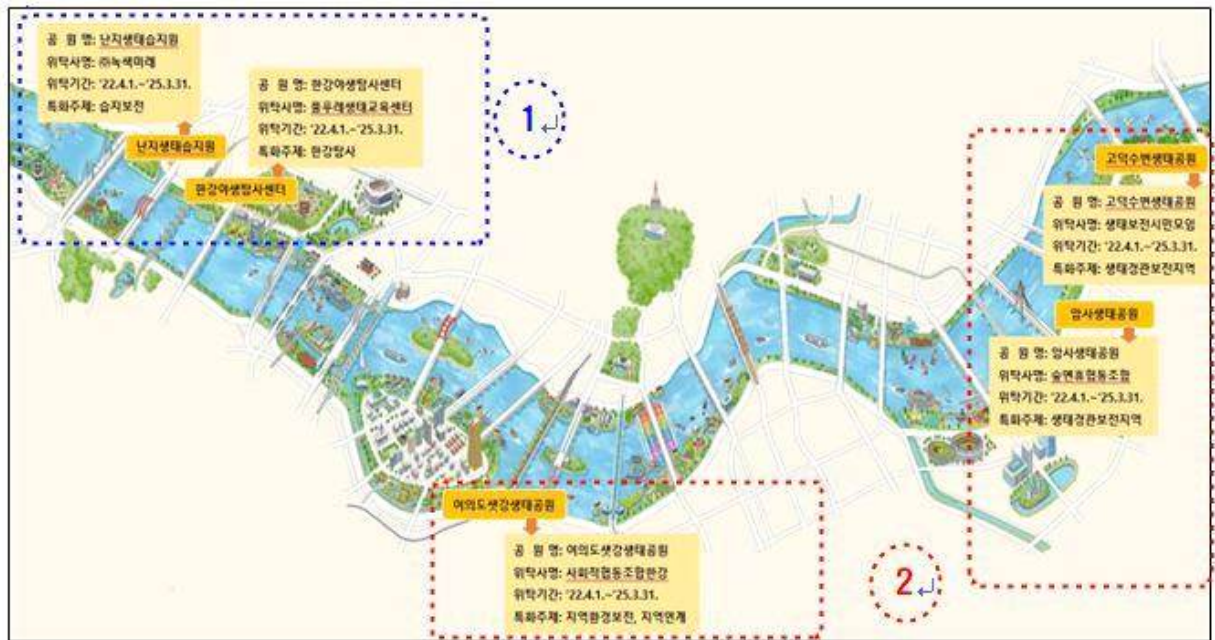 공 원 명: 난지생태습지원
위탁사명: ㈜녹색미래
위탁기간: '22.4.1.~'25.3.31.
특화주제: 습지보전
난지생태습지원
공 원 명: 한강야생탐사센터
위탁사명: 물푸레생태교육센터
위탁기간: '22.4.1.~'25.3.31.
특화주제: 한강탐사
한강야생탐사센터
1
고덕수변생태공원
공 원 명: 고덕수변생태공원
위탁사명: 생태보전시민모임
위탁기간: '22.4.1.~'25.3.31.
특화주제: 생태경관보전지역
암사생태공원
공 원 명: 암사생태공원
위탁사명: 숲엔휴협동조합
위탁기간: '22.4.1.~'25.3.31.
특화주제: 생태경관보전지역
여의도샛강생태공원
공 원 명: 여의도샛강생태공원
위탁사명: 사회적협동조합한강
위탁기간: '22.4.1.~'25.3.31.
특화주제: 지역환경보전, 지역연계
2